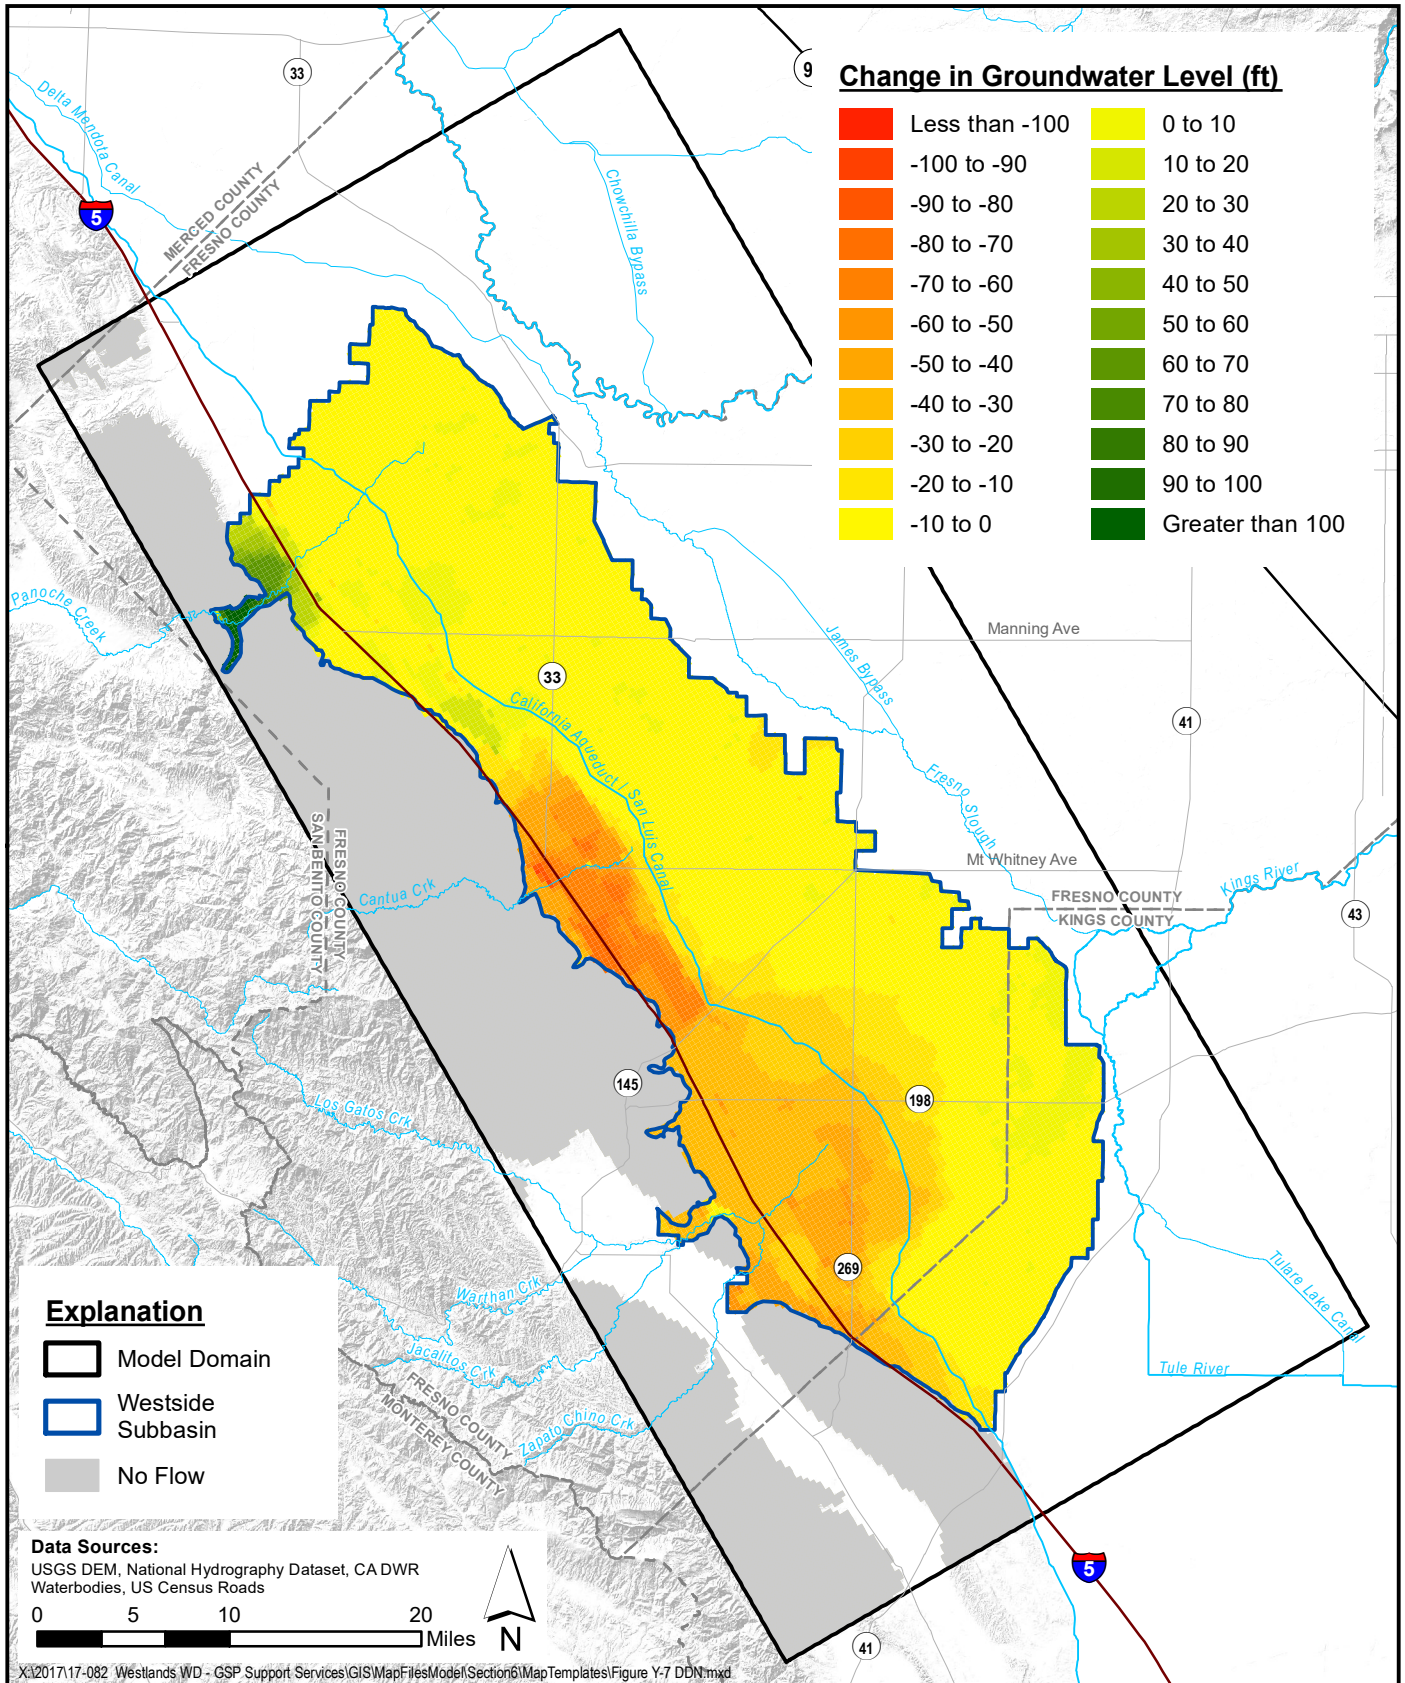 33
9
Delta Mendota Canal
5
MERCED COUNTY
FRESNO COUNTY
Chowchilla Bypass
Change in Groundwater Level (ft)
Less than -100
-100 to -90
-90 to -80
-80 to -70
-70 to -60
-60 to -50
-50 to -40
-40 to -30
-30 to -20
-20 to -10
-10 to 0
0 to 10
10 to 20
20 to 30
30 to 40
40 to 50
50 to 60
60 to 70
70 to 80
80 to 90
90 to 100
Greater than 100
Panoche Creek
Manning Ave
James Bypass
33
41
California Aqueduct / San Luis Canal
Fresno Slough
SAN BENITO COUNTY
FRESNO COUNTY
Cantua Crk
Mt Whitney Ave
Kings River
FRESNO COUNTY
KINGS COUNTY
43
145
198
Los Gatos Crk
269
Warthan Crk
Jacalitos Crk
Zapato Chino Crk
FRESNO COUNTY
MONTEREY COUNTY
Tulare Lake Canal
Tule River
5
41
Explanation
Model Domain
Westside
Subbasin
No Flow
Data Sources:
USGS DEM, National Hydrography Dataset, CA DWR
Waterbodies, US Census Roads
0 5 10 20
Miles
N
X:\2017\17-082 Westlands WD - GSP Support Services\GIS\MapFilesModel\Section6\MapTemplates\Figure Y-7 DDN.mxd